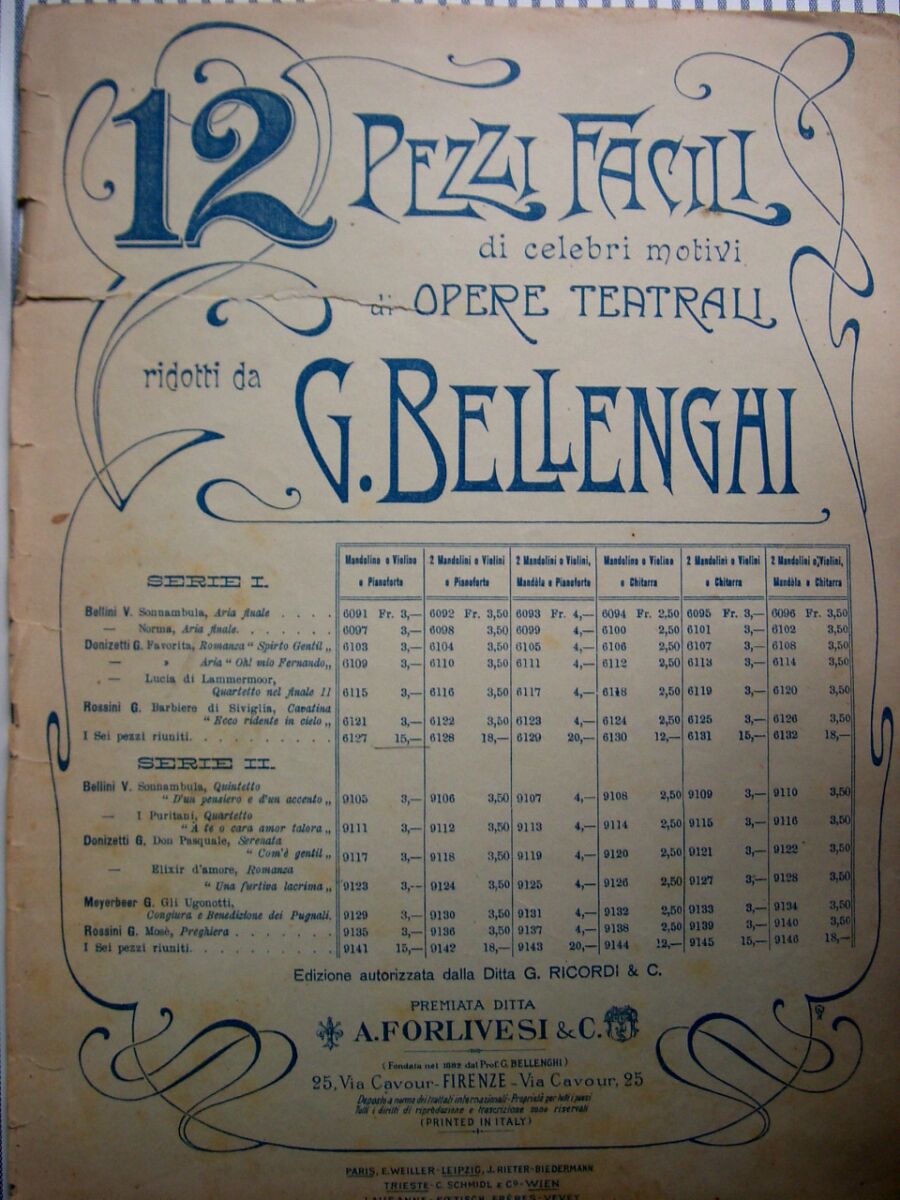 12 PEZZI FACILI
di celebri motivi
di OPERE TEATRALI
ridotti da G. BELLENGHI
Mandolino o Violino e Pianoforte | 2 Mandolini o Violini e Pianoforte | 2 Mandolini o Violini, Mandòla e Pianoforte | Mandolino o Violino e Chitarra | 2 Mandolini o Violini e Chitarra | 2 Mandolini o Violini, Mandòla e Chitarra
SERIE I.
Bellini V. Sonnambula, Aria finale . . . . 6091 Fr. 3,— 6092 Fr. 3,50 6093 Fr. 4,— 6094 Fr. 2,50 6095 Fr. 3,— 6096 Fr. 3,50
— Norma, Aria finale. . . . . . . 6097 3,— 6098 3,50 6099 4,— 6100 2,50 6101 3,— 6102 3,50
Donizetti G. Favorita, Romanza " Spirto Gentil „ 6103 3,— 6104 3,50 6105 4,— 6106 2,50 6107 3,— 6108 3,50
— » Aria " Oh! mio Fernando„ 6109 3,— 6110 3,50 6111 4,— 6112 2,50 6113 3,— 6114 3,50
— Lucia di Lammermoor,
Quartetto nel finale II 6115 3,— 6116 3,50 6117 4,— 6118 2,50 6119 3,— 6120 3,50
Rossini G. Barbiere di Siviglia, Cavatina
" Ecco ridente in cielo „ 6121 3,— 6122 3,50 6123 4,— 6124 2,50 6125 3,— 6126 3,50
I Sei pezzi riuniti. . . . . . . . . . 6127 15,— 6128 18,— 6129 20,— 6130 12,— 6131 15,— 6132 18,—
SERIE II.
Bellini V. Sonnambula, Quintetto
" D'un pensiero e d'un accento „ 9105 3,— 9106 3,50 9107 4,— 9108 2,50 9109 3,— 9110 3,50
— I Puritani, Quartetto
" A te o cara amor talora „ 9111 3,— 9112 3,50 9113 4,— 9114 2,50 9115 3,— 9116 3,50
Donizetti G. Don Pasquale, Serenata
" Com'è gentil „ 9117 3,— 9118 3,50 9119 4,— 9120 2,50 9121 3,— 9122 3,50
— Elixir d'amore, Romanza
" Una furtiva lacrima „ 9123 3,— 9124 3,50 9125 4,— 9126 2,50 9127 3,— 9128 3,50
Meyerbeer G. Gli Ugonotti,
Congiura e Benedizione dei Pugnali. 9129 3,— 9130 3,50 9131 4,— 9132 2,50 9133 3,— 9134 3,50
Rossini G. Mosè, Preghiera . . . . . . . 9135 3,— 9136 3,50 9137 4,— 9138 2,50 9139 3,— 9140 3,50
I Sei pezzi riuniti. . . . . . . . . . 9141 15,— 9142 18,— 9143 20,— 9144 12,— 9145 15,— 9146 18,—
Edizione autorizzata dalla Ditta G. RICORDI & C.
PREMIATA DITTA
A. FORLIVESI & C.
(Fondata nel 1882 dal Prof. G. BELLENGHI)
25, Via Cavour - FIRENZE - Via Cavour, 25
Deposto a norma dei trattati internazionali - Proprietà per tutti i paesi
Tutti i diritti di riproduzione e trascrizione sono riservati
(PRINTED IN ITALY)
PARIS, E. WEILLER - LEIPZIG, J. RIETER-BIEDERMANN
TRIESTE - C. SCHMIDL & Co - WIEN
LAUSANNE - FŒTISCH FRÈRES - VEVEY